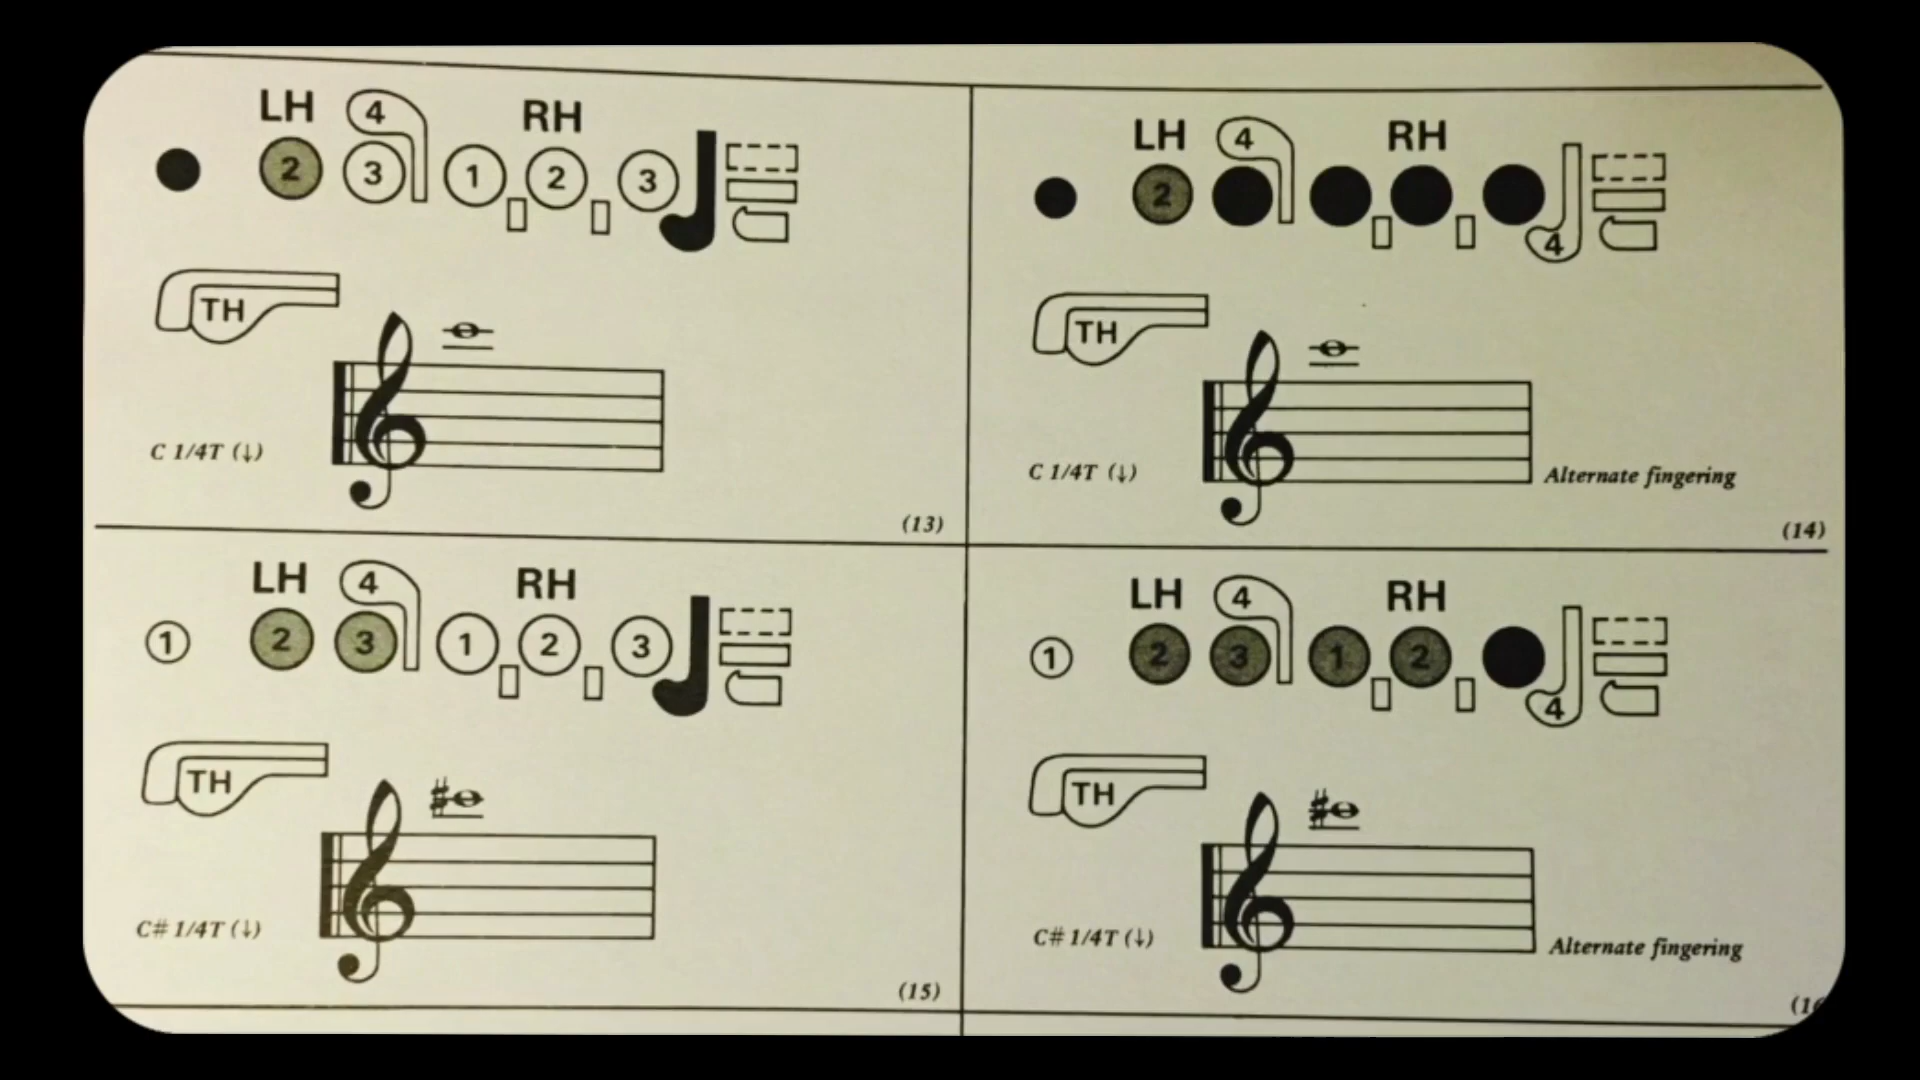 LH 4 RH
2 3 1 2 3
TH
C 1/4T (↓)
(13)
LH 4 RH
2 4
TH
C 1/4T (↓)
Alternate fingering
(14)
LH 4 RH
1 2 3 1 2 3
TH
C# 1/4T (↓)
(15)
LH 4 RH
1 2 3 1 2 4
TH
C# 1/4T (↓)
Alternate fingering